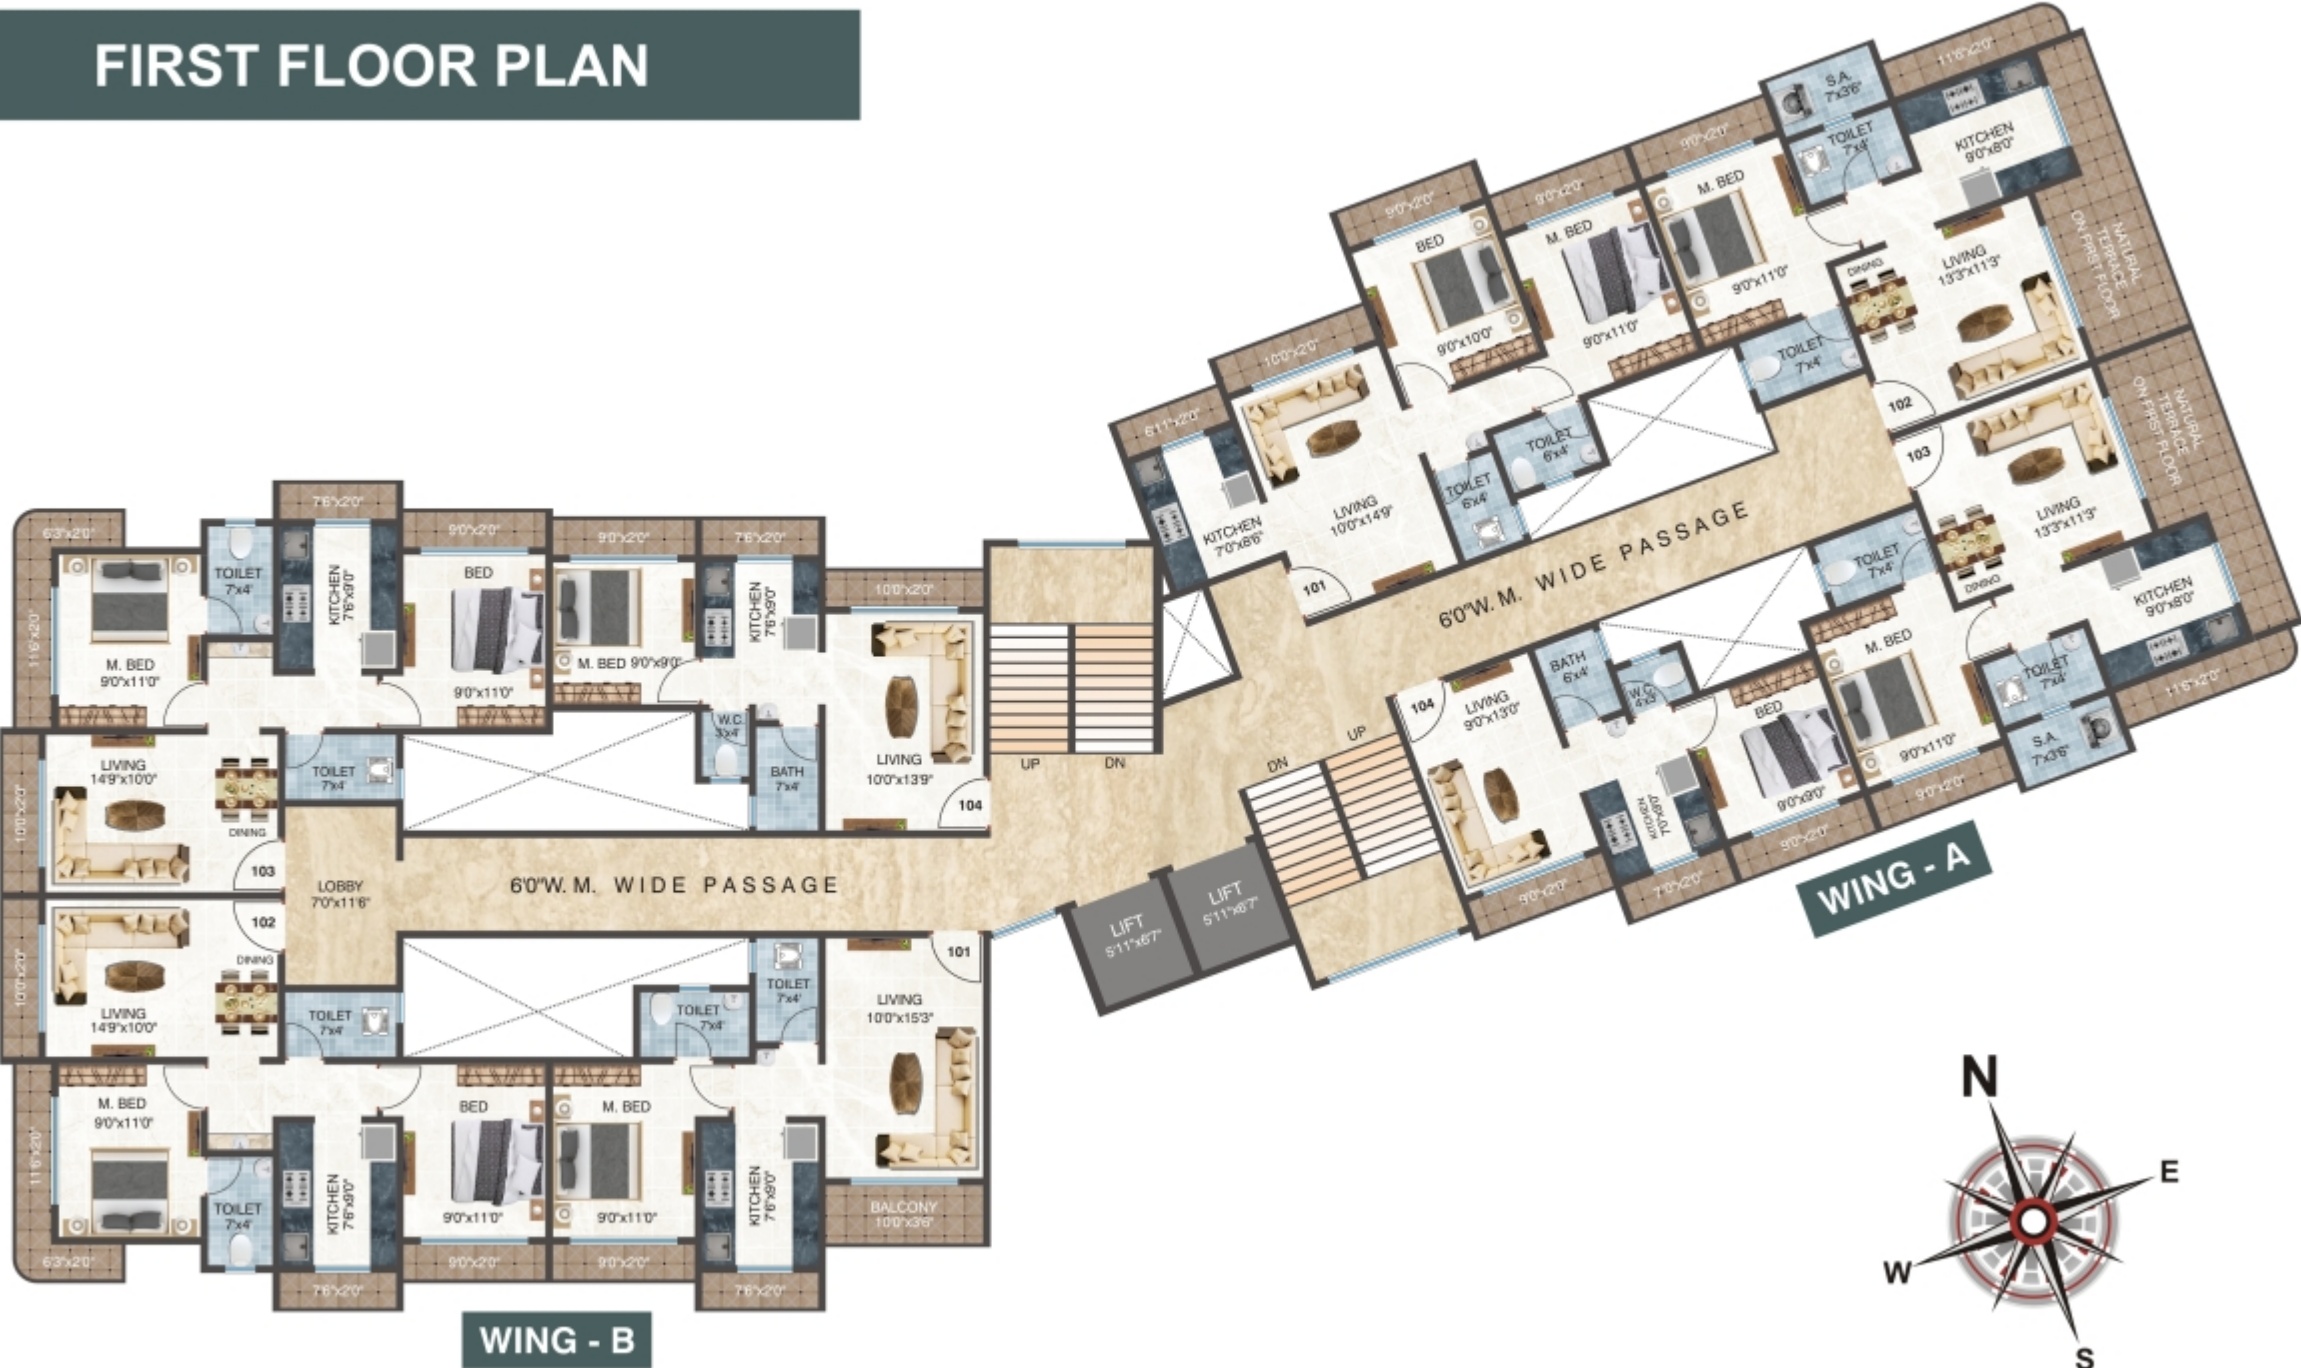 FIRST FLOOR PLAN
11'6"x2'0"
S.A.
7'x3'6"
TOILET
7'x4'
KITCHEN
9'0"x8'0"
9'0"x2'0"
M. BED
9'0"x11'0"
9'0"x2'0"
M. BED
9'0"x11'0"
9'0"x2'0"
BED
9'0"x10'0"
DINING
LIVING
13'3"x11'3"
NATURAL
TERRACE
ON FIRST FLOOR
TOILET
7'x4'
102
10'0"x2'0"
6'11"x2'0"
KITCHEN
7'0"x8'6"
LIVING
10'0"x14'9"
TOILET
6'x4'
TOILET
6'x4'
101
6'0"W. M. WIDE PASSAGE
103
NATURAL
TERRACE
ON FIRST FLOOR
LIVING
13'3"x11'3"
TOILET
7'x4'
DINING
KITCHEN
9'0"x8'0"
M. BED
9'0"x11'0"
TOILET
7'x4'
11'6"x2'0"
S.A.
7'x3'6"
9'0"x2'0"
BATH
6'x4'
W.C.
4'x3'
BED
9'0"x9'0"
9'0"x2'0"
104
LIVING
9'0"x13'0"
KITCHEN
7'0"x8'9"
7'0"x2'0"
9'0"x2'0"
DN
UP
LIFT
5'11"x6'7"
LIFT
5'11"x6'7"
WING - A
6'3"x2'0"
7'6"x2'0"
9'0"x2'0"
9'0"x2'0"
7'6"x2'0"
10'0"x2'0"
11'6"x2'0"
M. BED
9'0"x11'0"
TOILET
7'x4'
KITCHEN
7'6"x9'0"
BED
9'0"x11'0"
M. BED 9'0"x9'0"
KITCHEN
7'6"x9'0"
W.C.
3'x4'
BATH
7'x4'
LIVING
10'0"x13'9"
104
UP
DN
10'0"x2'0"
LIVING
14'9"x10'0"
DINING
TOILET
7'x4'
103
LOBBY
7'0"x11'6"
6'0"W. M. WIDE PASSAGE
102
101
10'0"x2'0"
LIVING
14'9"x10'0"
DINING
TOILET
7'x4'
TOILET
7'x4'
TOILET
7'x4'
LIVING
10'0"x15'3"
11'6"x2'0"
M. BED
9'0"x11'0"
TOILET
7'x4'
KITCHEN
7'6"x9'0"
BED
9'0"x11'0"
M. BED
9'0"x11'0"
KITCHEN
7'6"x9'0"
BALCONY
10'0"x3'6"
6'3"x2'0"
7'6"x2'0"
9'0"x2'0"
9'0"x2'0"
7'6"x2'0"
WING - B
N
E
W
S